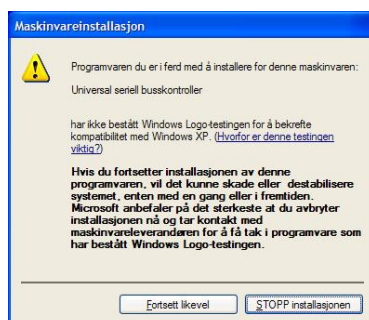 Maskinvareinstallasjon
Programvaren du er i ferd med å installere for denne maskinvaren:
Universal seriell busskontroller
har ikke bestått Windows Logo-testingen for å bekrefte
kompatibilitet med Windows XP. (Hvorfor er denne testingen
viktig?)
Hvis du fortsetter installasjonen av denne
programvaren, vil det kunne skade eller destabilisere
systemet, enten med en gang eller i fremtiden.
Microsoft anbefaler på det sterkeste at du avbryter
installasjonen nå og tar kontakt med
maskinvareleverandøren for å få tak i programvare som
har bestått Windows Logo-testingen.
Fortsett likevel
STOPP installasjonen